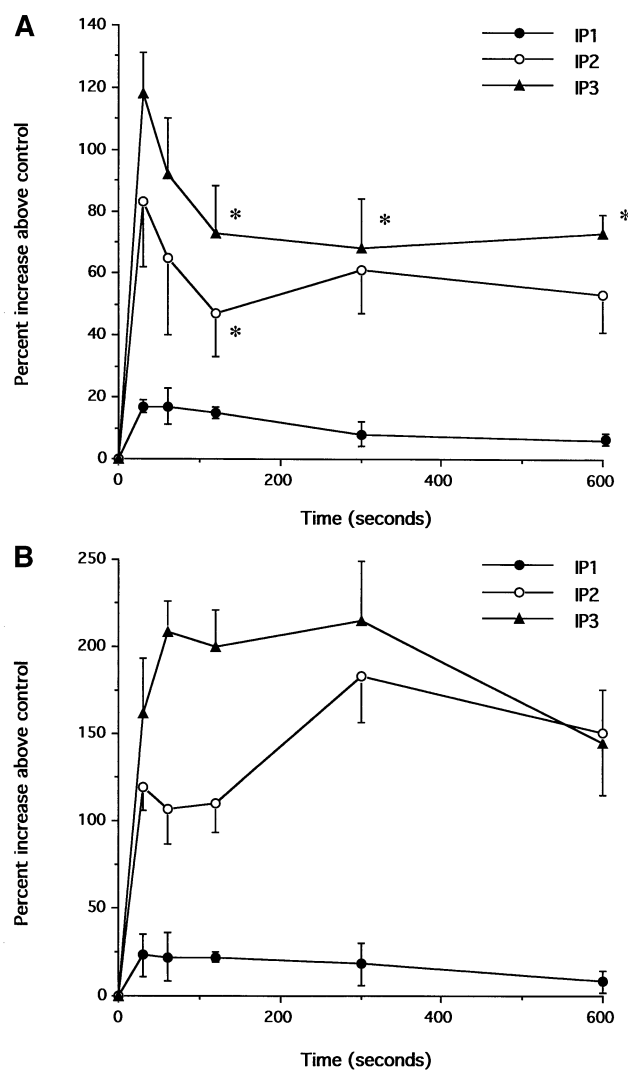 A
140
120
100
80
60
40
20
0
Percent increase above control
IP1
IP2
IP3
*
*
*
*
0
200
400
600
Time (seconds)
B
250
200
150
100
50
0
Percent increase above control
IP1
IP2
IP3
0
200
400
600
Time (seconds)